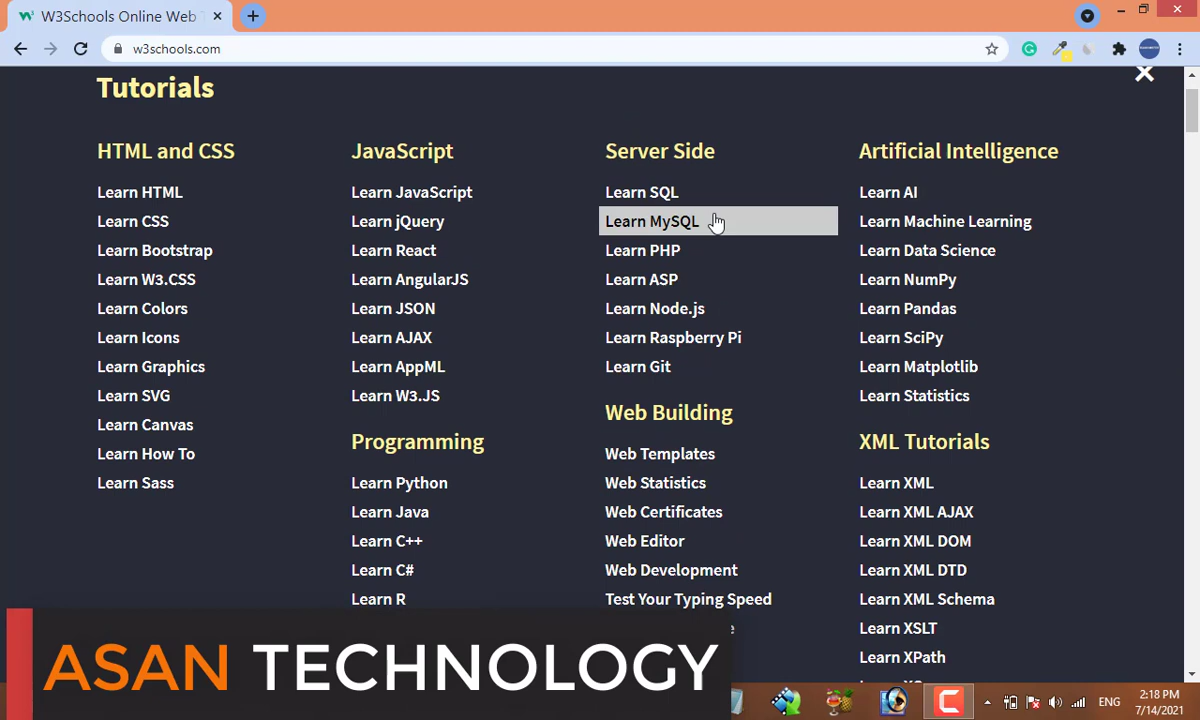 W3Schools Online Web
w3schools.com
Tutorials
HTML and CSS
Learn HTML
Learn CSS
Learn Bootstrap
Learn W3.CSS
Learn Colors
Learn Icons
Learn Graphics
Learn SVG
Learn Canvas
Learn How To
Learn Sass
JavaScript
Learn JavaScript
Learn jQuery
Learn React
Learn AngularJS
Learn JSON
Learn AJAX
Learn AppML
Learn W3.JS
Programming
Learn Python
Learn Java
Learn C++
Learn C#
Learn R
Server Side
Learn SQL
Learn MySQL
Learn PHP
Learn ASP
Learn Node.js
Learn Raspberry Pi
Learn Git
Web Building
Web Templates
Web Statistics
Web Certificates
Web Editor
Web Development
Test Your Typing Speed
Artificial Intelligence
Learn AI
Learn Machine Learning
Learn Data Science
Learn NumPy
Learn Pandas
Learn SciPy
Learn Matplotlib
Learn Statistics
XML Tutorials
Learn XML
Learn XML AJAX
Learn XML DOM
Learn XML DTD
Learn XML Schema
Learn XSLT
Learn XPath
ASAN TECHNOLOGY
ENG
2:18 PM
7/14/2021